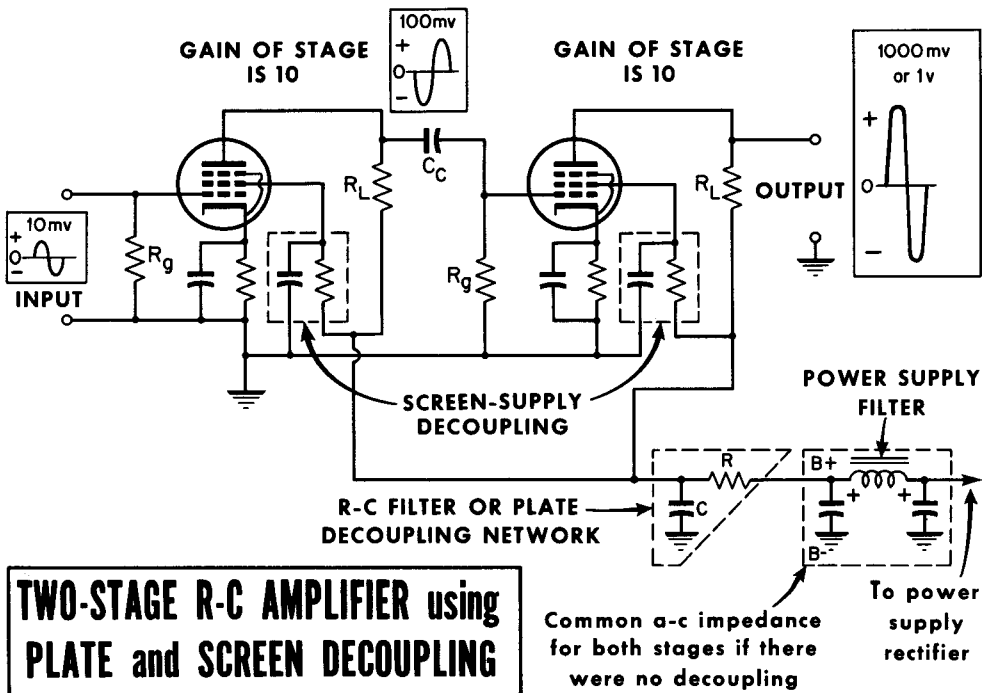 100mv
+
0
−
GAIN OF STAGE
IS 10
GAIN OF STAGE
IS 10
1000 mv
or 1v
+
0
−
CC
RL
RL
OUTPUT
10mv
+
0
−
INPUT
Rg
Rg
SCREEN-SUPPLY
DECOUPLING
POWER SUPPLY
FILTER
R
C
B+
+
+
B-
R-C FILTER OR PLATE
DECOUPLING NETWORK
TWO-STAGE R-C AMPLIFIER using
PLATE and SCREEN DECOUPLING
Common a-c impedance
for both stages if there
were no decoupling
To power
supply
rectifier